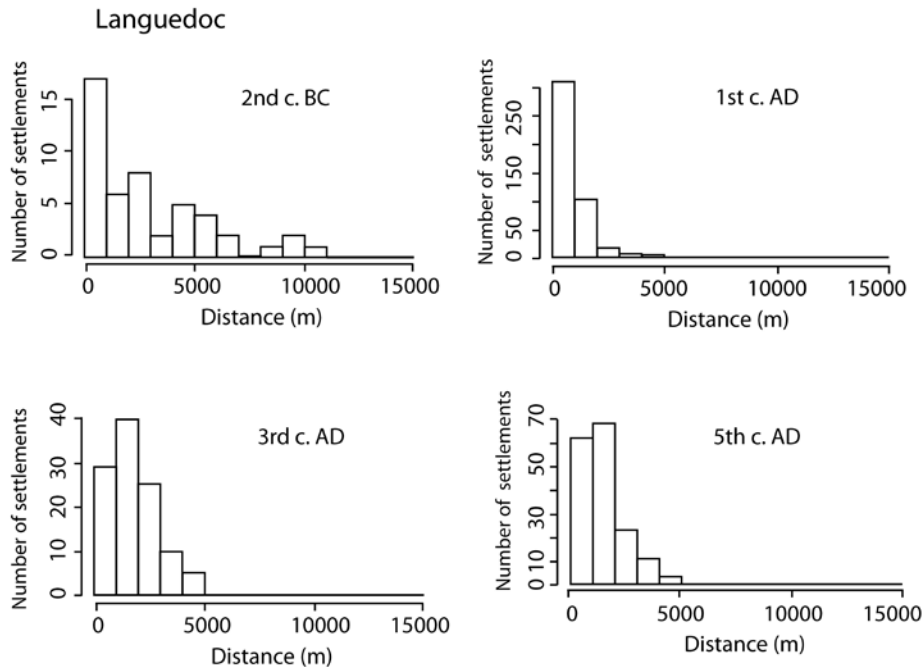 Languedoc
2nd c. BC
Number of settlements
15
10
5
0
0 5000 10000 15000
Distance (m)
1st c. AD
Number of settlements
250
150
50
0
0 5000 10000 15000
Distance (m)
3rd c. AD
Number of settlements
40
30
20
10
0
0 5000 10000 15000
Distance (m)
5th c. AD
Number of settlements
70
50
30
10
0
0 5000 10000 15000
Distance (m)